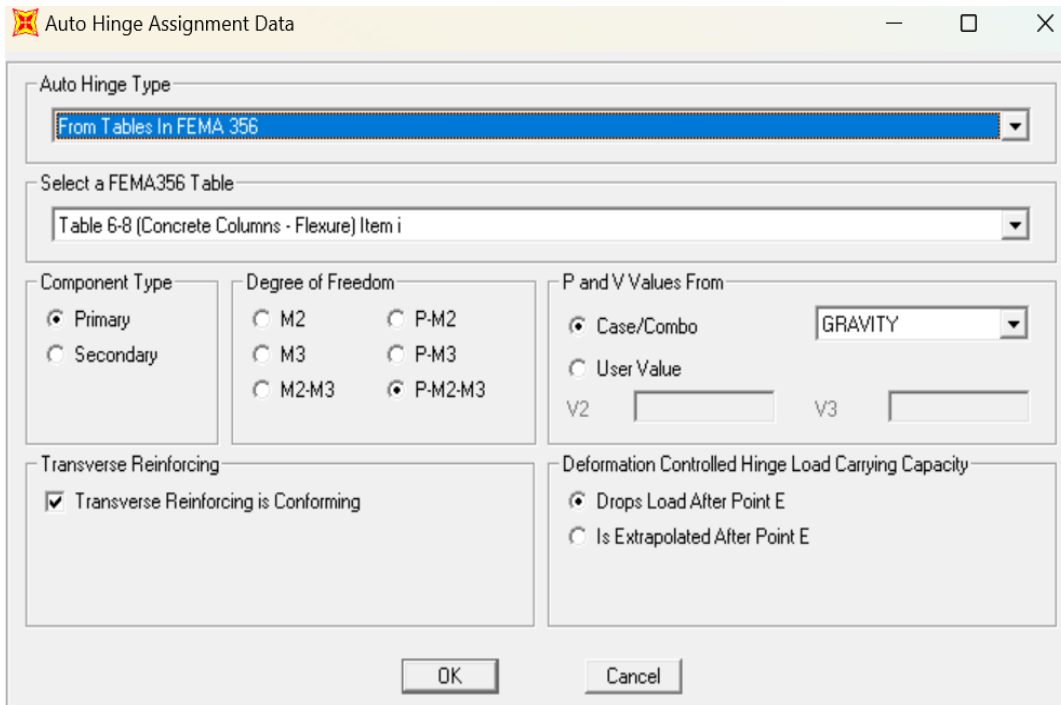 Auto Hinge Assignment Data
Auto Hinge Type
From Tables In FEMA 356
Select a FEMA356 Table
Table 6-8 (Concrete Columns - Flexure) Item i
Component Type
Primary
Secondary
Degree of Freedom
M2
P-M2
M3
P-M3
M2-M3
P-M2-M3
P and V Values From
Case/Combo
GRAVITY
User Value
V2
V3
Transverse Reinforcing
Transverse Reinforcing is Conforming
Deformation Controlled Hinge Load Carrying Capacity
Drops Load After Point E
Is Extrapolated After Point E
OK
Cancel